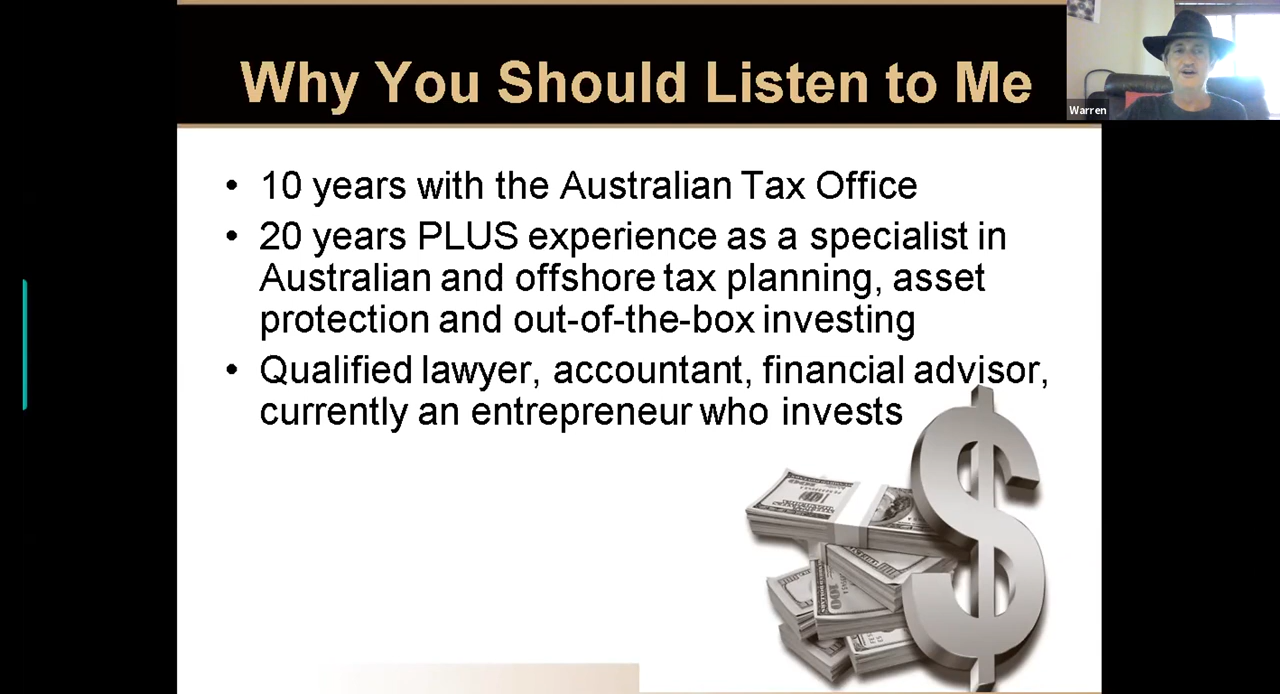 Why You Should Listen to Me
Warren
• 10 years with the Australian Tax Office
• 20 years PLUS experience as a specialist in
Australian and offshore tax planning, asset
protection and out-of-the-box investing
• Qualified lawyer, accountant, financial advisor,
currently an entrepreneur who invests
100